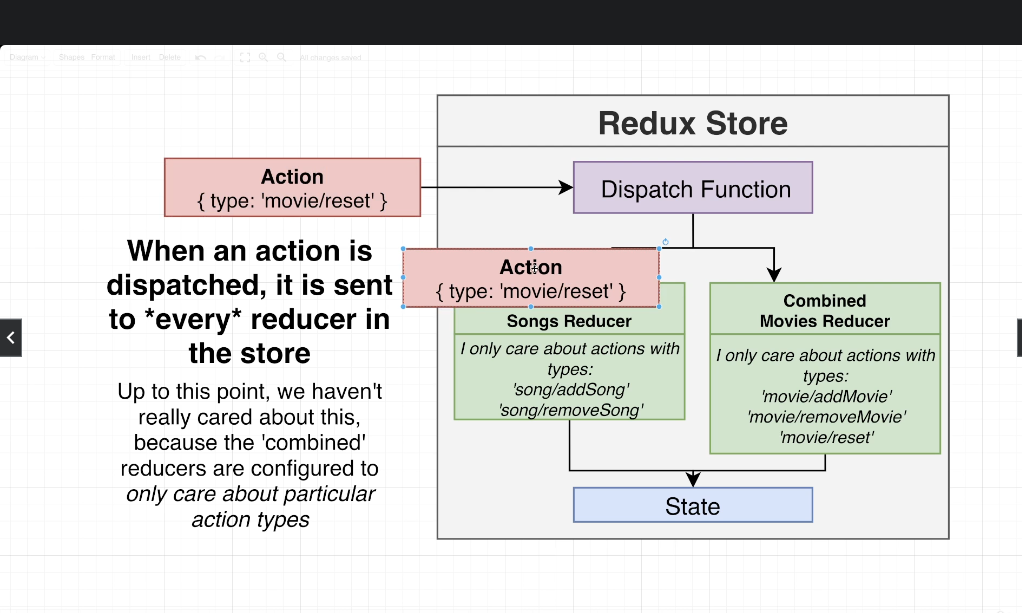 Diagram
Shapes
Format
Insert
Delete
All changes saved
Redux Store
Action
{ type: 'movie/reset' }
Dispatch Function
When an action is
dispatched, it is sent
to *every* reducer in
the store
Up to this point, we haven't
really cared about this,
because the 'combined'
reducers are configured to
only care about particular
action types
Action
{ type: 'movie/reset' }
Songs Reducer
I only care about actions with
types:
'song/addSong'
'song/removeSong'
Combined
Movies Reducer
I only care about actions with
types:
'movie/addMovie'
'movie/removeMovie'
'movie/reset'
State